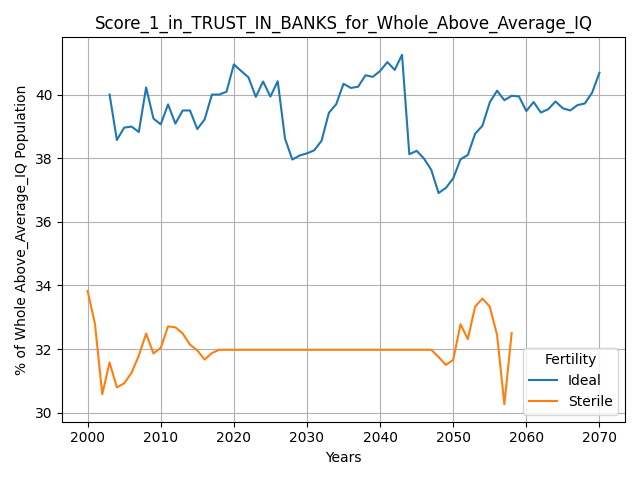 Score_1_in_TRUST_IN_BANKS_for_Whole_Above_Average_IQ
% of Whole Above_Average_IQ Population
40
38
36
34
32
30
Fertility
Ideal
Sterile
2000 2010 2020 2030 2040 2050 2060 2070
Years